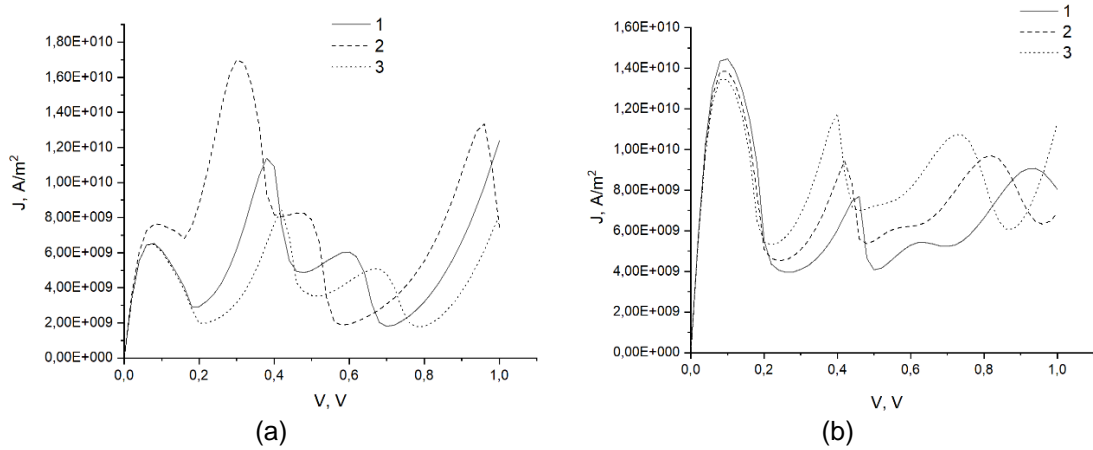 1
2
3
1,80E+010
1,60E+010
1,40E+010
1,20E+010
1,00E+010
8,00E+009
6,00E+009
4,00E+009
2,00E+009
0,00E+000
J, A/m²
0,0 0,2 0,4 0,6 0,8 1,0
V, V
(a)
1
2
3
1,60E+010
1,40E+010
1,20E+010
1,00E+010
8,00E+009
6,00E+009
4,00E+009
2,00E+009
0,00E+000
J, A/m²
0,0 0,2 0,4 0,6 0,8 1,0
V, V
(b)